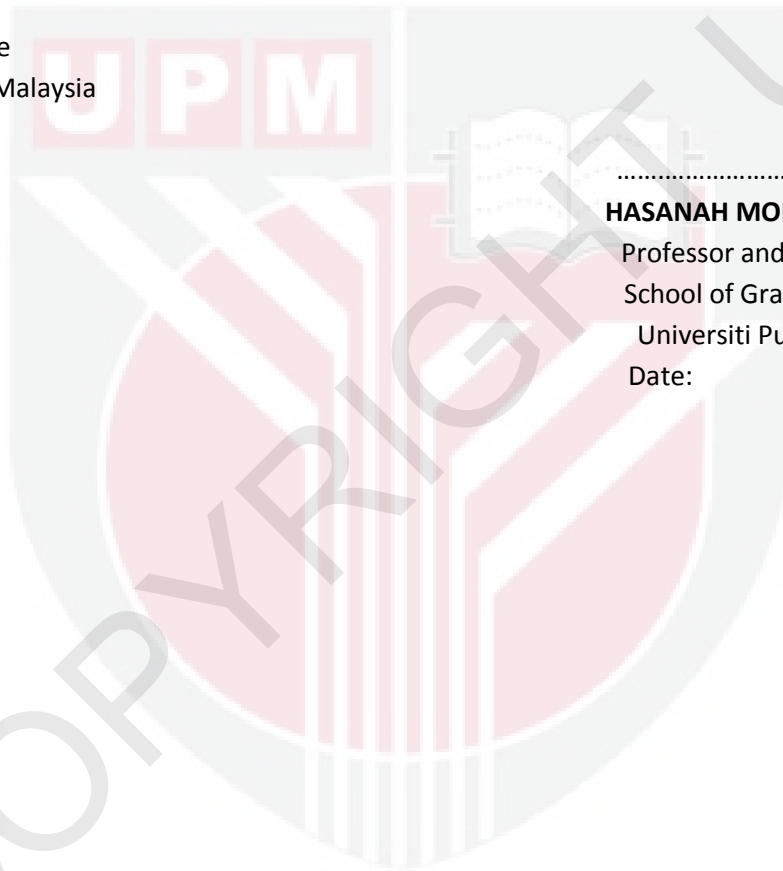 e
Malaysia
UPM
........................
HASANAH MO
Professor and
School of Gra
Universiti Pu
Date:
COPYRIGHT U